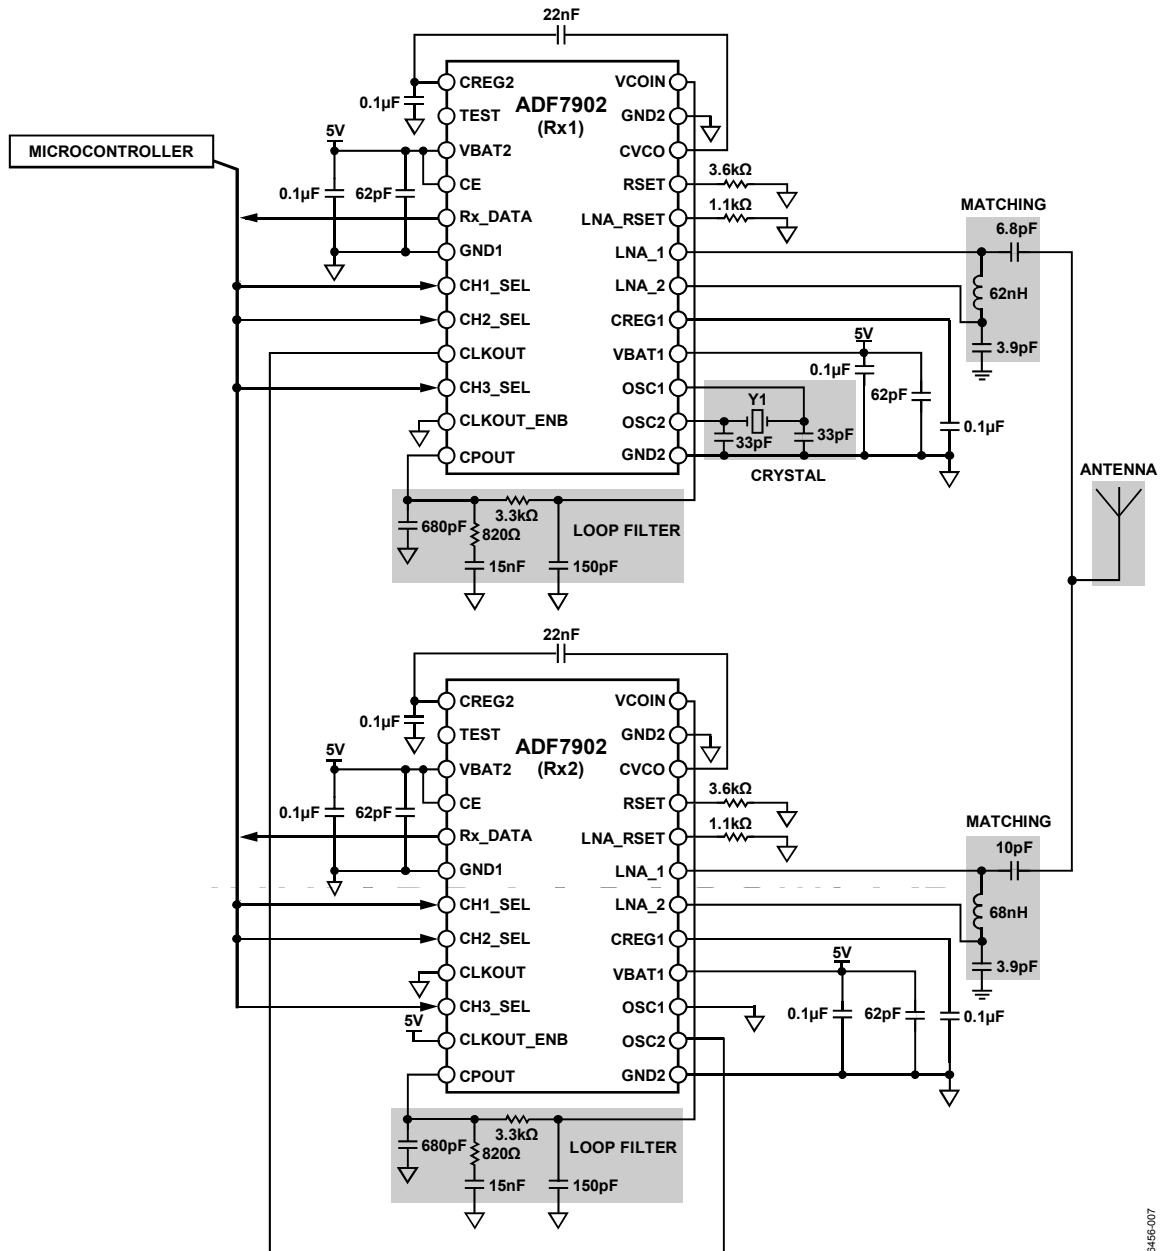 22nF
CREG2
TEST
VBAT2
CE
Rx_DATA
GND1
CH1_SEL
CH2_SEL
CLKOUT
CH3_SEL
CLKOUT_ENB
CPOUT
ADF7902
(Rx1)
VCOIN
GND2
CVCO
RSET
LNA_RSET
LNA_1
LNA_2
CREG1
VBAT1
OSC1
OSC2
GND2
0.1µF
5V
MICROCONTROLLER
0.1µF
62pF
3.6kΩ
1.1kΩ
MATCHING
6.8pF
62nH
3.9pF
5V
0.1µF
62pF
0.1µF
Y1
33pF
33pF
CRYSTAL
ANTENNA
680pF
3.3kΩ
820Ω
15nF
LOOP FILTER
150pF
22nF
CREG2
TEST
VBAT2
CE
Rx_DATA
GND1
CH1_SEL
CH2_SEL
CLKOUT
CH3_SEL
CLKOUT_ENB
CPOUT
ADF7902
(Rx2)
VCOIN
GND2
CVCO
RSET
LNA_RSET
LNA_1
LNA_2
CREG1
VBAT1
OSC1
OSC2
GND2
0.1µF
5V
0.1µF
62pF
5V
3.6kΩ
1.1kΩ
MATCHING
10pF
68nH
3.9pF
5V
0.1µF
62pF
0.1µF
680pF
3.3kΩ
820Ω
15nF
LOOP FILTER
150pF
6456-007